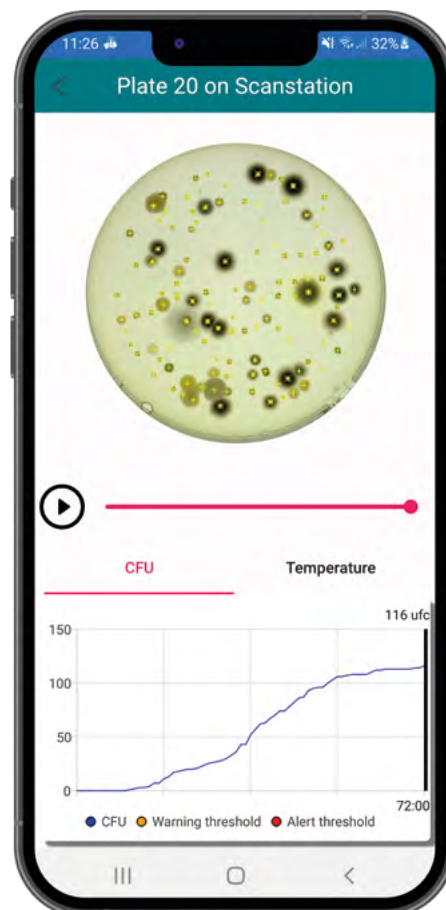 11:26 32%
Plate 20 on Scanstation
CFU Temperature
116 ufc
150
100
50
0
72:00
CFU Warning threshold Alert threshold